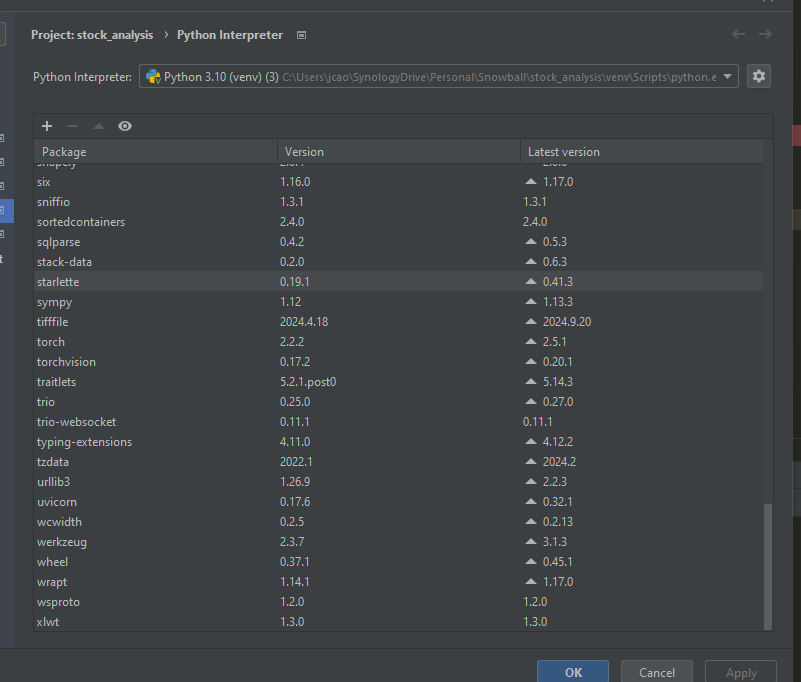 Project: stock_analysis › Python Interpreter
Python Interpreter: Python 3.10 (venv) (3) C:\Users\jcao\SynologyDrive\Personal\Snowball\stock_analysis\venv\Scripts\python.e
Package Version Latest version
six 1.16.0 1.17.0
sniffio 1.3.1 1.3.1
sortedcontainers 2.4.0 2.4.0
sqlparse 0.4.2 0.5.3
stack-data 0.2.0 0.6.3
starlette 0.19.1 0.41.3
sympy 1.12 1.13.3
tifffile 2024.4.18 2024.9.20
torch 2.2.2 2.5.1
torchvision 0.17.2 0.20.1
traitlets 5.2.1.post0 5.14.3
trio 0.25.0 0.27.0
trio-websocket 0.11.1 0.11.1
typing-extensions 4.11.0 4.12.2
tzdata 2022.1 2024.2
urllib3 1.26.9 2.2.3
uvicorn 0.17.6 0.32.1
wcwidth 0.2.5 0.2.13
werkzeug 2.3.7 3.1.3
wheel 0.37.1 0.45.1
wrapt 1.14.1 1.17.0
wsproto 1.2.0 1.2.0
xlwt 1.3.0 1.3.0
OK Cancel Apply